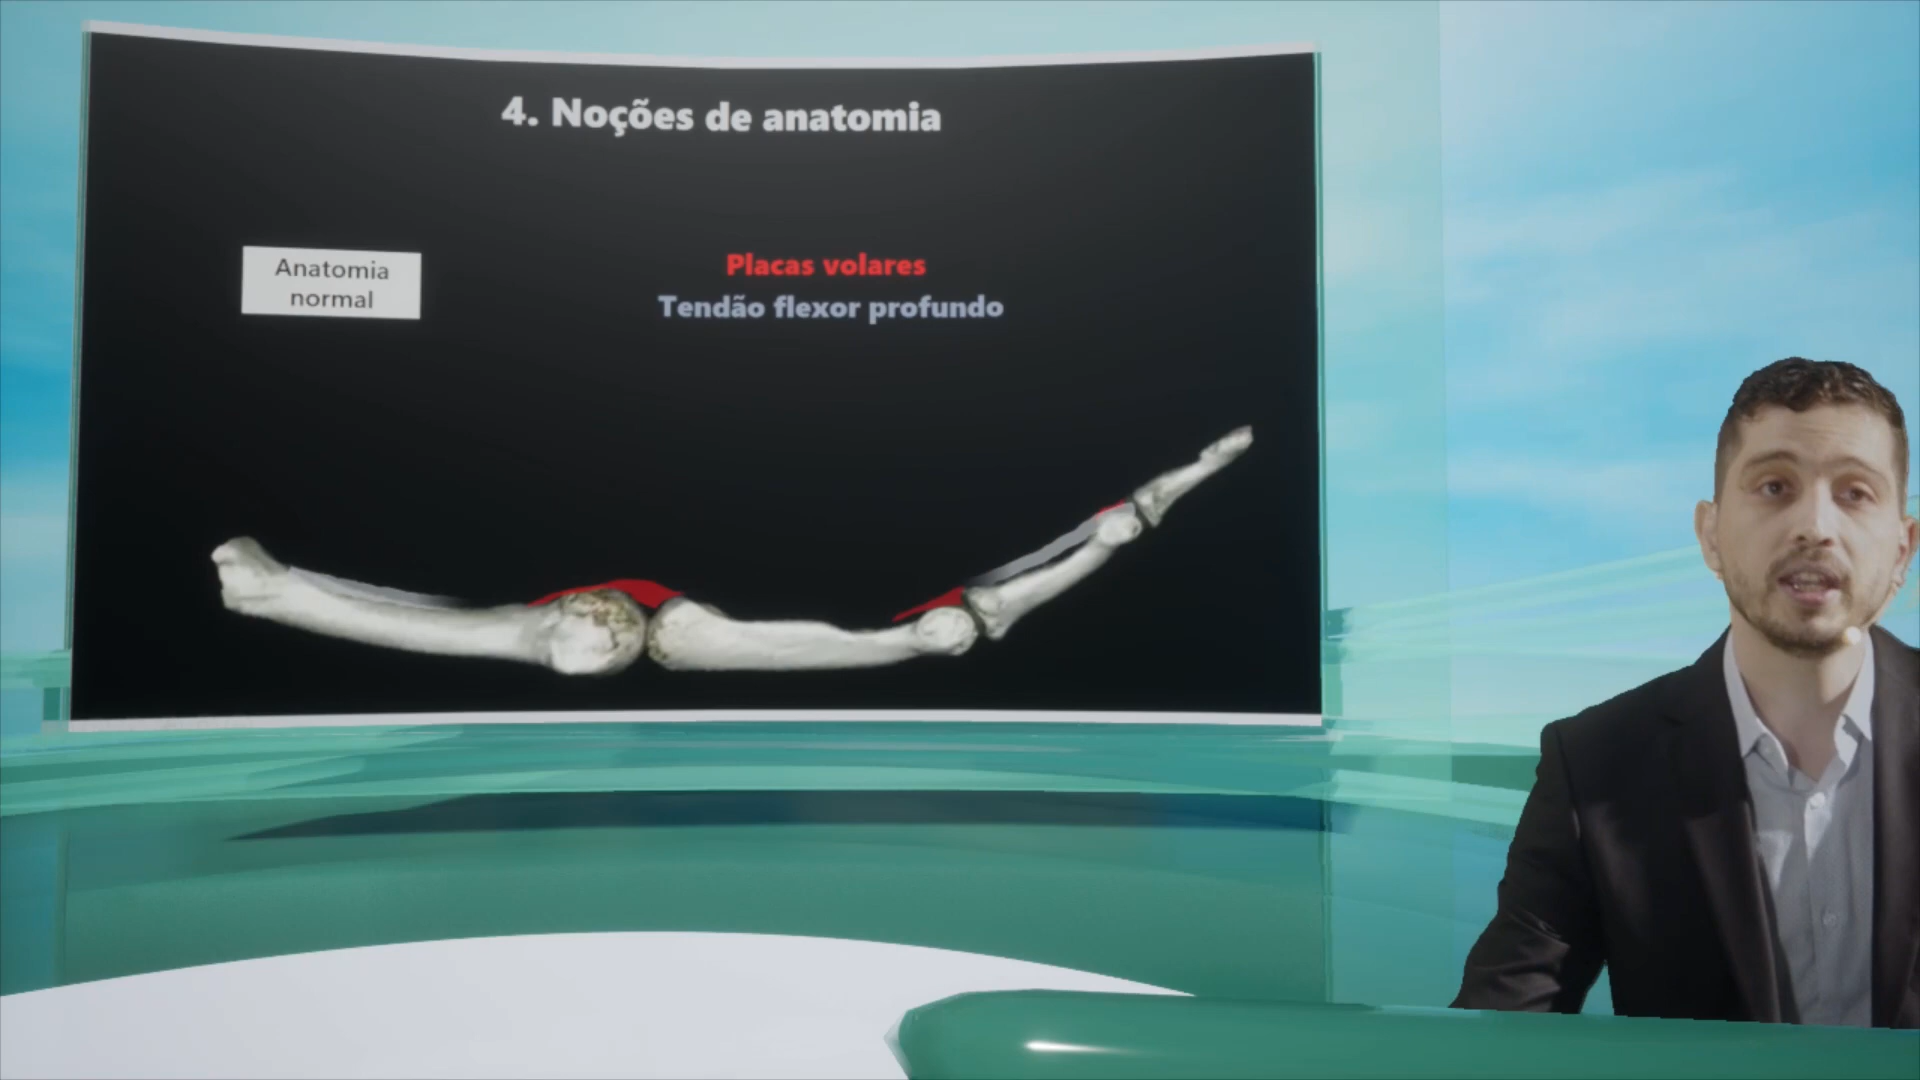 4. Noções de anatomia
Anatomia
normal
Placas volares
Tendão flexor profundo